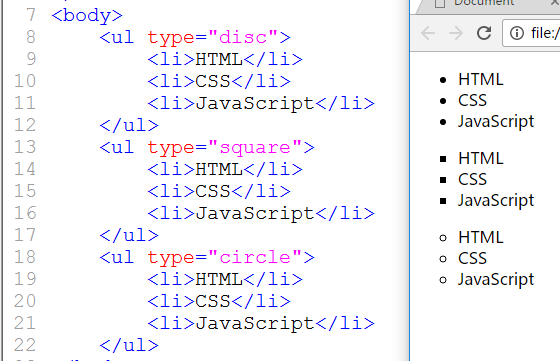 7 <body>
8 <ul type="disc">
9 <li>HTML</li>
10 <li>CSS</li>
11 <li>JavaScript</li>
12 </ul>
13 <ul type="square">
14 <li>HTML</li>
15 <li>CSS</li>
16 <li>JavaScript</li>
17 </ul>
18 <ul type="circle">
19 <li>HTML</li>
20 <li>CSS</li>
21 <li>JavaScript</li>
22 </ul>
Document
file:/
HTML
CSS
JavaScript
HTML
CSS
JavaScript
HTML
CSS
JavaScript